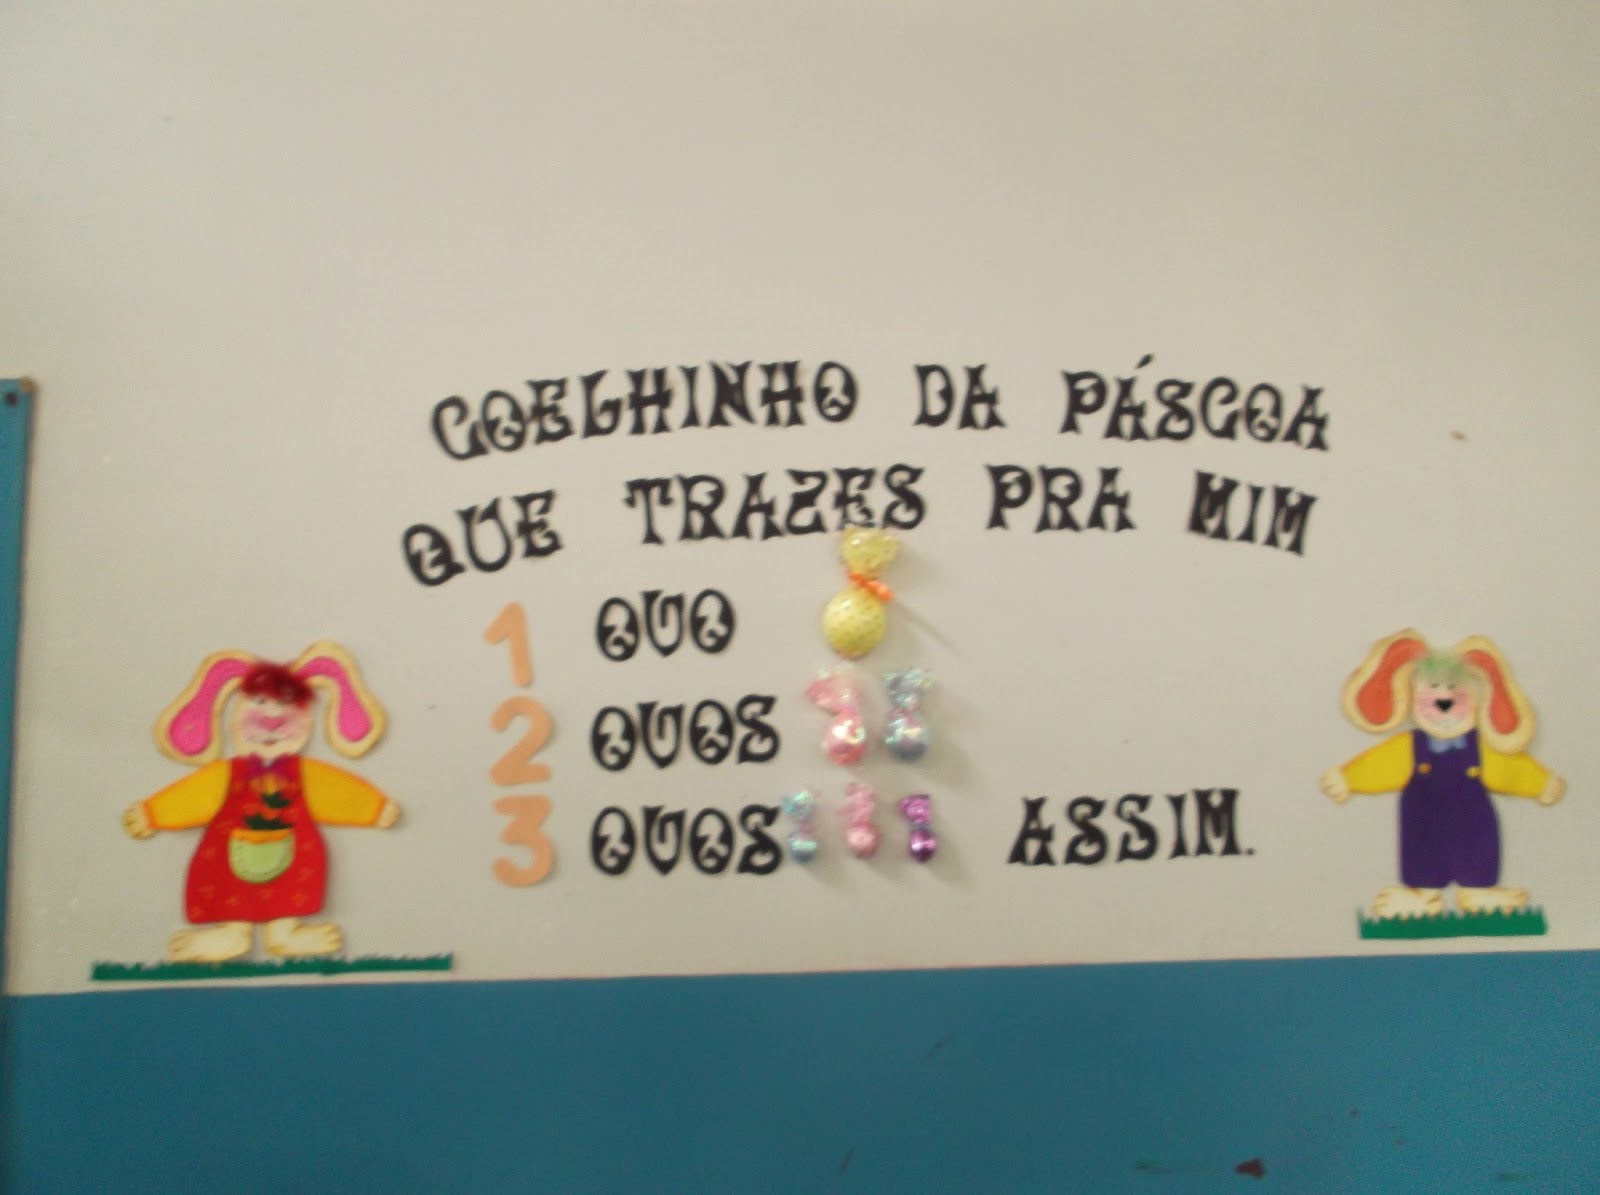 COELHINHO DA PÁSCOA
QUE TRAZES PRA MIM
1 OVO
2 OVOS
3 OVOS ASSIM.